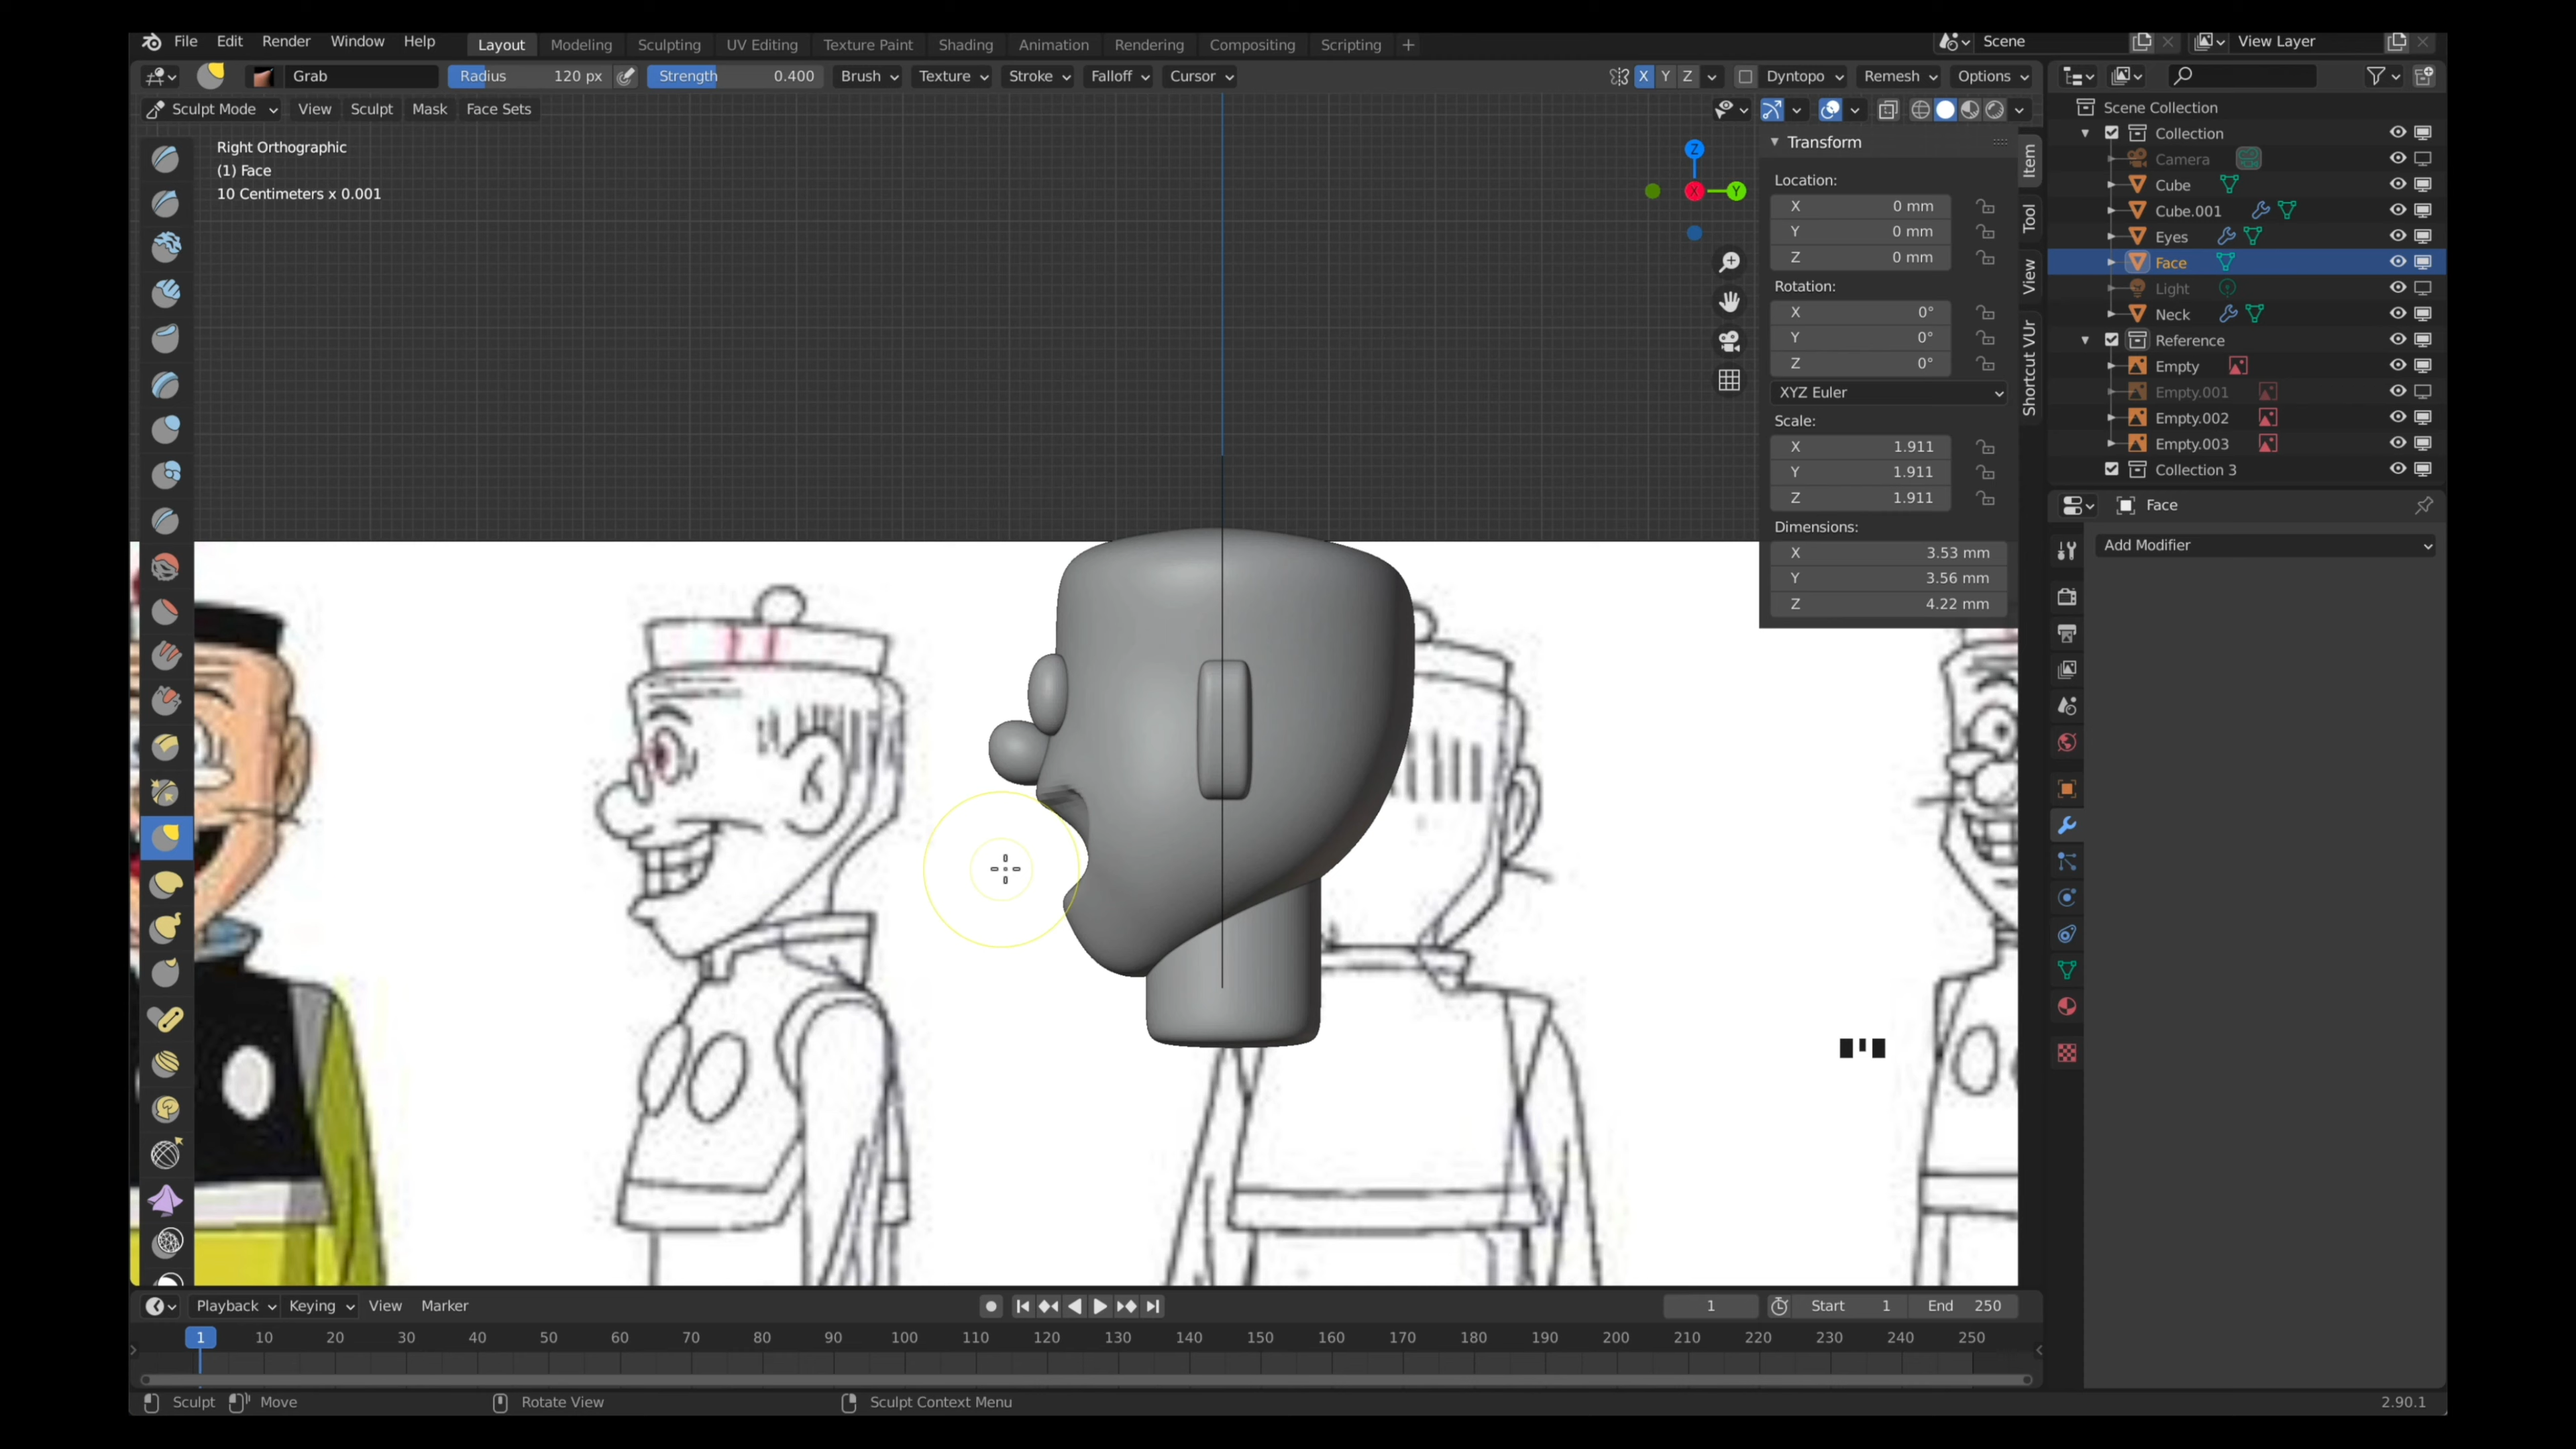 File Edit Render Window Help Layout Modeling Sculpting UV Editing Texture Paint Shading Animation Rendering Compositing Scripting + Scene View Layer
Grab Radius 120 px Strength 0.400 Brush Texture Stroke Falloff Cursor X Y Z Dyntopo Remesh Options
Sculpt Mode View Sculpt Mask Face Sets
Right Orthographic
(1) Face
10 Centimeters x 0.001
Z
X
Y
Transform
Location:
X 0 mm
Y 0 mm
Z 0 mm
Rotation:
X 0°
Y 0°
Z 0°
XYZ Euler
Scale:
X 1.911
Y 1.911
Z 1.911
Dimensions:
X 3.53 mm
Y 3.56 mm
Z 4.22 mm
Item
Tool
View
Shortcut VUr
Scene Collection
Collection
Camera
Cube
Cube.001
Eyes
Face
Light
Neck
Reference
Empty
Empty.001
Empty.002
Empty.003
Collection 3
Face
Add Modifier
Playback Keying View Marker 1 Start 1 End 250
1 10 20 30 40 50 60 70 80 90 100 110 120 130 140 150 160 170 180 190 200 210 220 230 240 250
Sculpt Move Rotate View Sculpt Context Menu 2.90.1